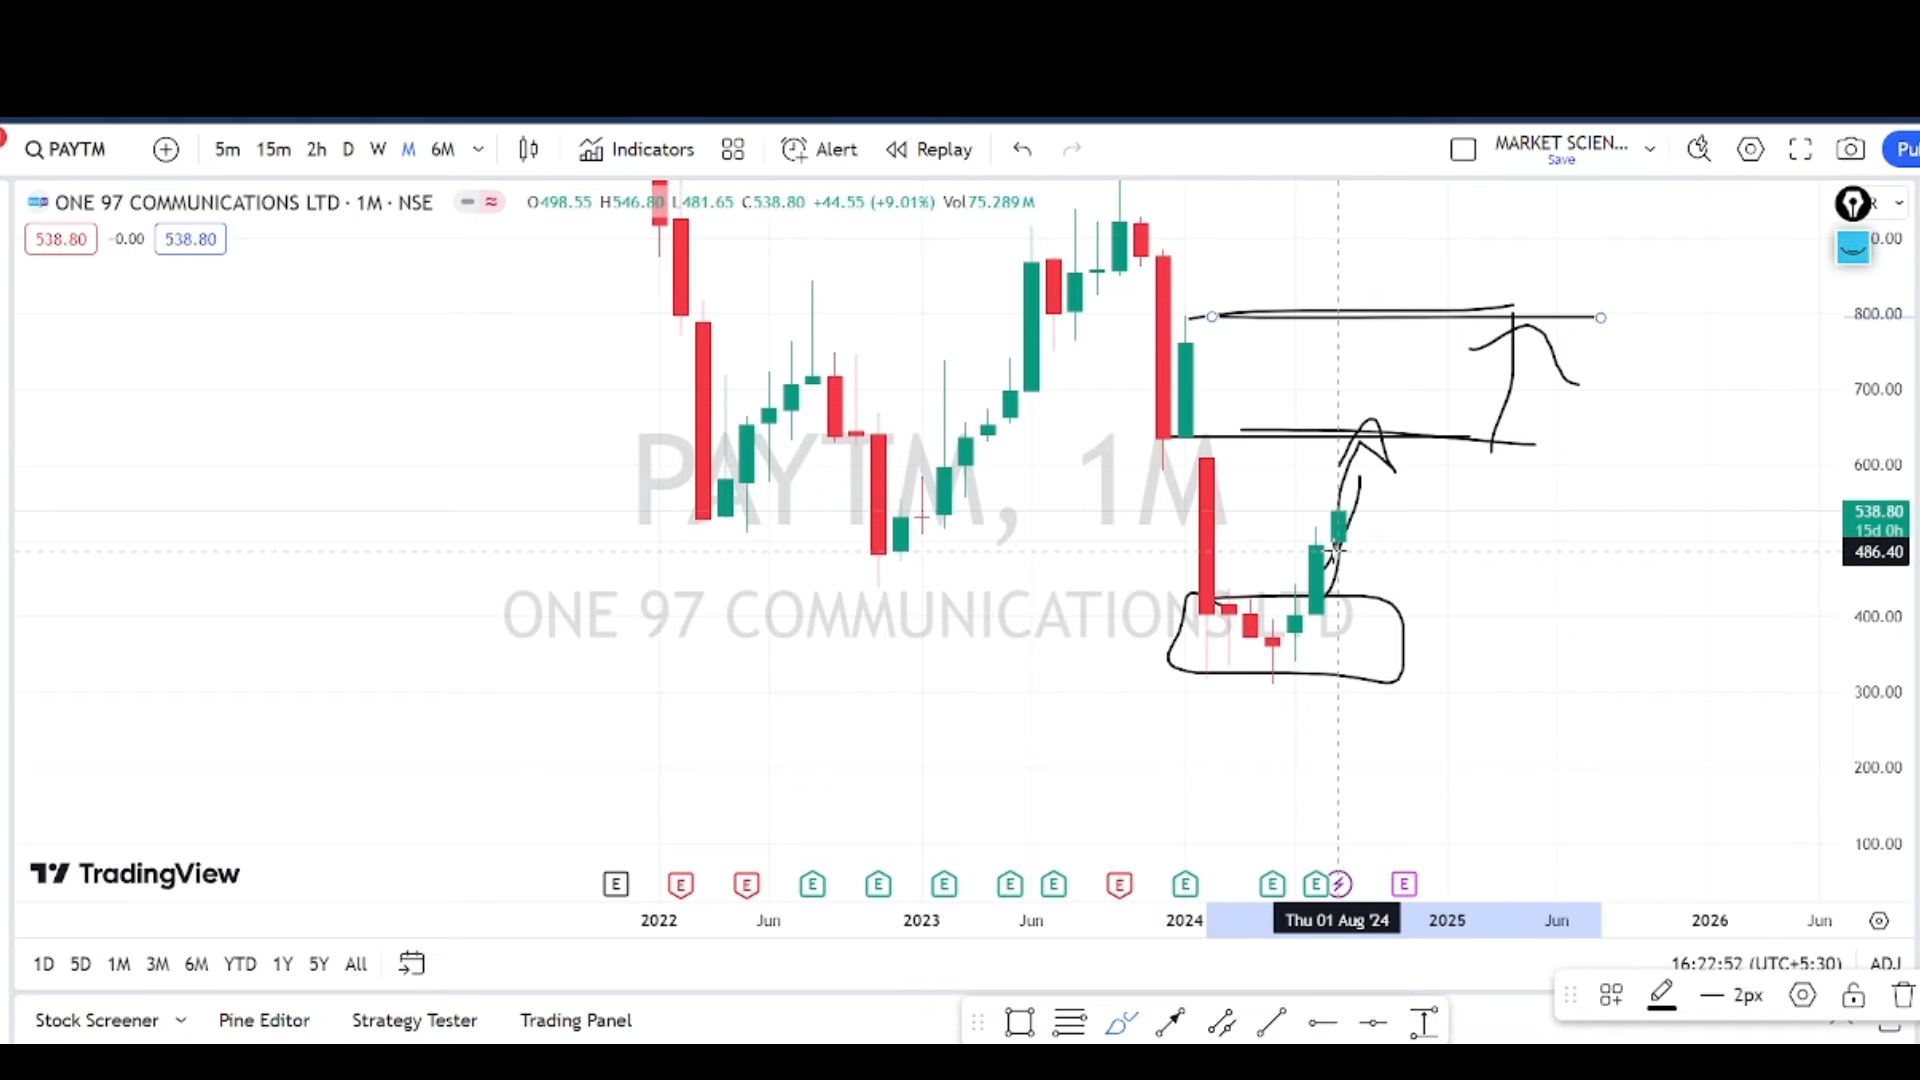 PAYTM 5m 15m 2h D W M 6M Indicators Alert Replay MARKET SCIEN... Save
ONE 97 COMMUNICATIONS LTD · 1M · NSE O498.55 H546.80 L481.65 C538.80 +44.55 (+9.01%) Vol75.289M
538.80 -0.00 538.80
800.00
700.00
PAYTM, 1M
600.00
538.80
15d 0h
486.40
ONE 97 COMMUNICATIONS LTD
400.00
300.00
200.00
100.00
TradingView
E E E E E E E E E E E E E
2022 Jun 2023 Jun 2024 Thu 01 Aug '24 2025 Jun 2026 Jun
1D 5D 1M 3M 6M YTD 1Y 5Y All 16:22:52 (UTC+5:30) ADJ
2px
Stock Screener Pine Editor Strategy Tester Trading Panel